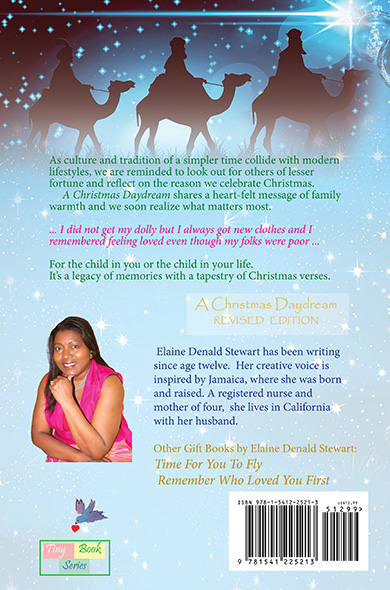 As culture and tradition of a simpler time collide with modern
lifestyles, we are reminded to look out for others of lesser
fortune and reflect on the reason we celebrate Christmas.
A Christmas Daydream shares a heart-felt message of family
warmth and we soon realize what matters most.
... I did not get my dolly but I always got new clothes and I
remembered feeling loved even though my folks were poor ...
For the child in you or the child in your life.
It's a legacy of memories with a tapestry of Christmas verses.
A Christmas Daydream
REVISED EDITION
Elaine Denald Stewart has been writing
since age twelve. Her creative voice is
inspired by Jamaica, where she was born
and raised. A registered nurse and
mother of four, she lives in California
with her husband.
Other Gift Books by Elaine Denald Stewart:
Time For You To Fly
Remember Who Loved You First
ISBN 978-1-5412-2521-3
51299>
9 781541 225213
Tiny Book
Series